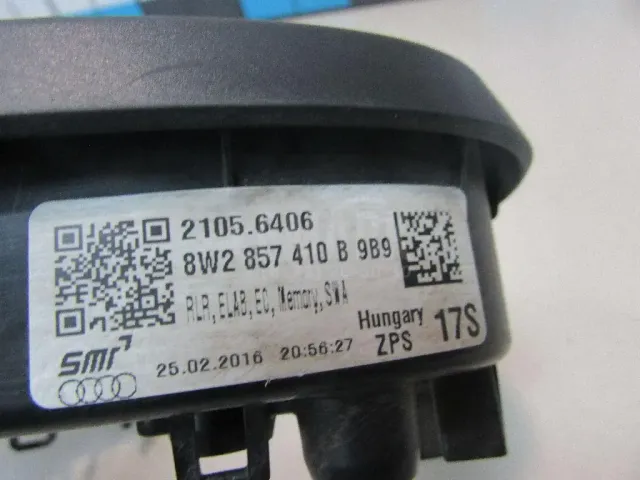 2105.6406
8W2 857 410 B 9B9
RLR, ELAB, EC, Memory, SWA
Hungary 17S
smr
25.02.2016 20:56:27 ZPS